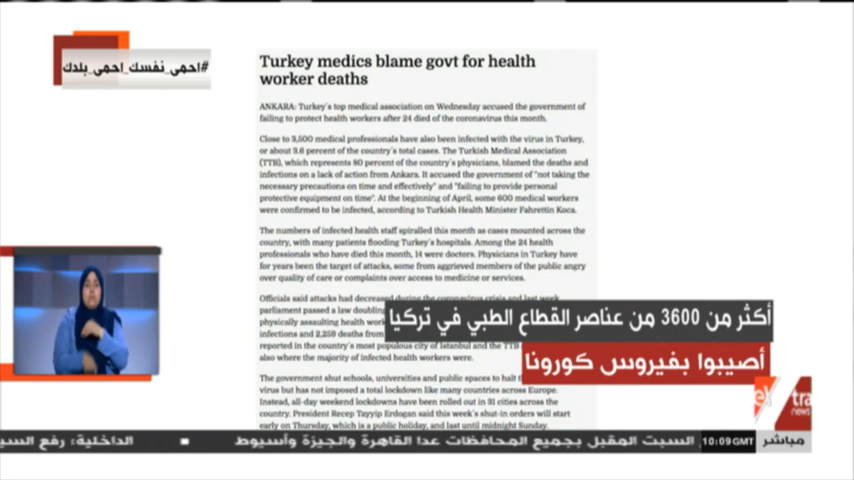 #احمى_نفسك_احمى_بلدك
Turkey medics blame govt for health
worker deaths
ANKARA: Turkey's top medical association on Wednesday accused the government of
failing to protect health workers after 24 died of the coronavirus this month.
Close to 3,500 medical professionals have also been infected with the virus in Turkey,
or about 3.6 percent of the country's total cases. The Turkish Medical Association
(TTB), which represents 80 percent of the country's physicians, blamed the deaths and
infections on a lack of action from Ankara. It accused the government of "not taking the
necessary precautions on time and effectively" and "failing to provide personal
protective equipment on time". At the beginning of April, some 600 medical workers
were confirmed to be infected, according to Turkish Health Minister Fahrettin Koca.
The numbers of infected health staff spiralled this month as cases mounted across the
country, with many patients flooding Turkey's hospitals. Among the 24 health
professionals who have died this month, 14 were doctors. Physicians in Turkey have
for years been the target of attacks, some from aggrieved members of the public angry
over quality of care or complaints over access to medicine or services.
Officials said attacks had decreased during the coronavirus crisis and last week
parliament passed a law doubling
physically assaulting health
infections and 2,259 deaths from
reported in the country's most populous city of Istanbul and the TTB
also where the majority of infected health workers were.
The government shut schools, universities and public spaces to halt
virus but has not imposed a total lockdown like many countries across Europe.
Instead, all-day weekend lockdowns have been rolled out in 31 cities across the
country. President Recep Tayyip Erdogan said this week's shut-in orders will start
early on Thursday, which is a public holiday, and last until midnight Sunday.
أكثر من 3600 من عناصر القطاع الطبي في تركيا
أصيبوا بفيروس كورونا
eX tra
news
مباشر
10:09 GMT
السبت المقبل بجميع المحافظات عدا القاهرة والجيزة وأسيوط
الداخلية: رفع